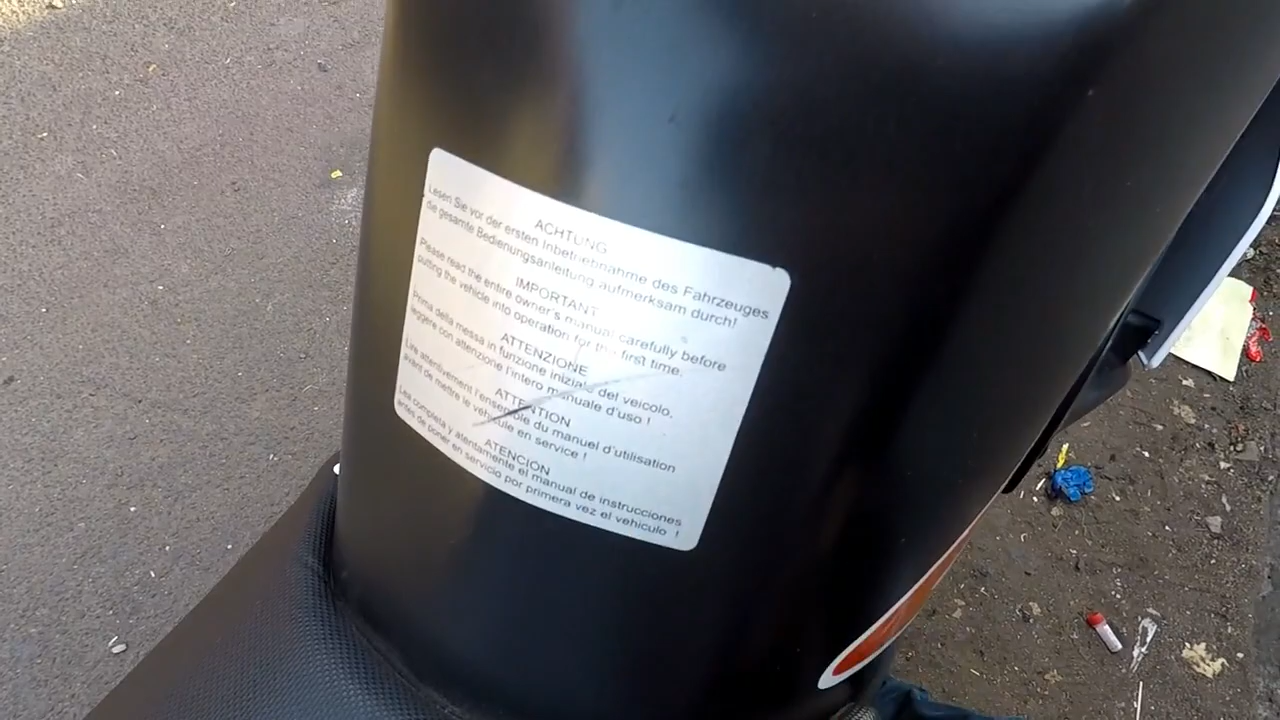 ACHTUNG
Lesen Sie vor der ersten Inbetriebnahme des Fahrzeuges
die gesamte Bedienungsanleitung aufmerksam durch!
IMPORTANT
Please read the entire owner's manual carefully before
putting the vehicle into operation for the first time.
ATTENZIONE
Prima della messa in funzione iniziale del veicolo,
leggere con attenzione l'intero manuale d'uso !
ATTENTION
Lire attentivement l'ensemble du manuel d'utilisation
avant de mettre le vehicule en service !
ATENCION
Lea completa y atentamente el manual de instrucciones
antes de poner en servicio por primera vez el vehiculo !